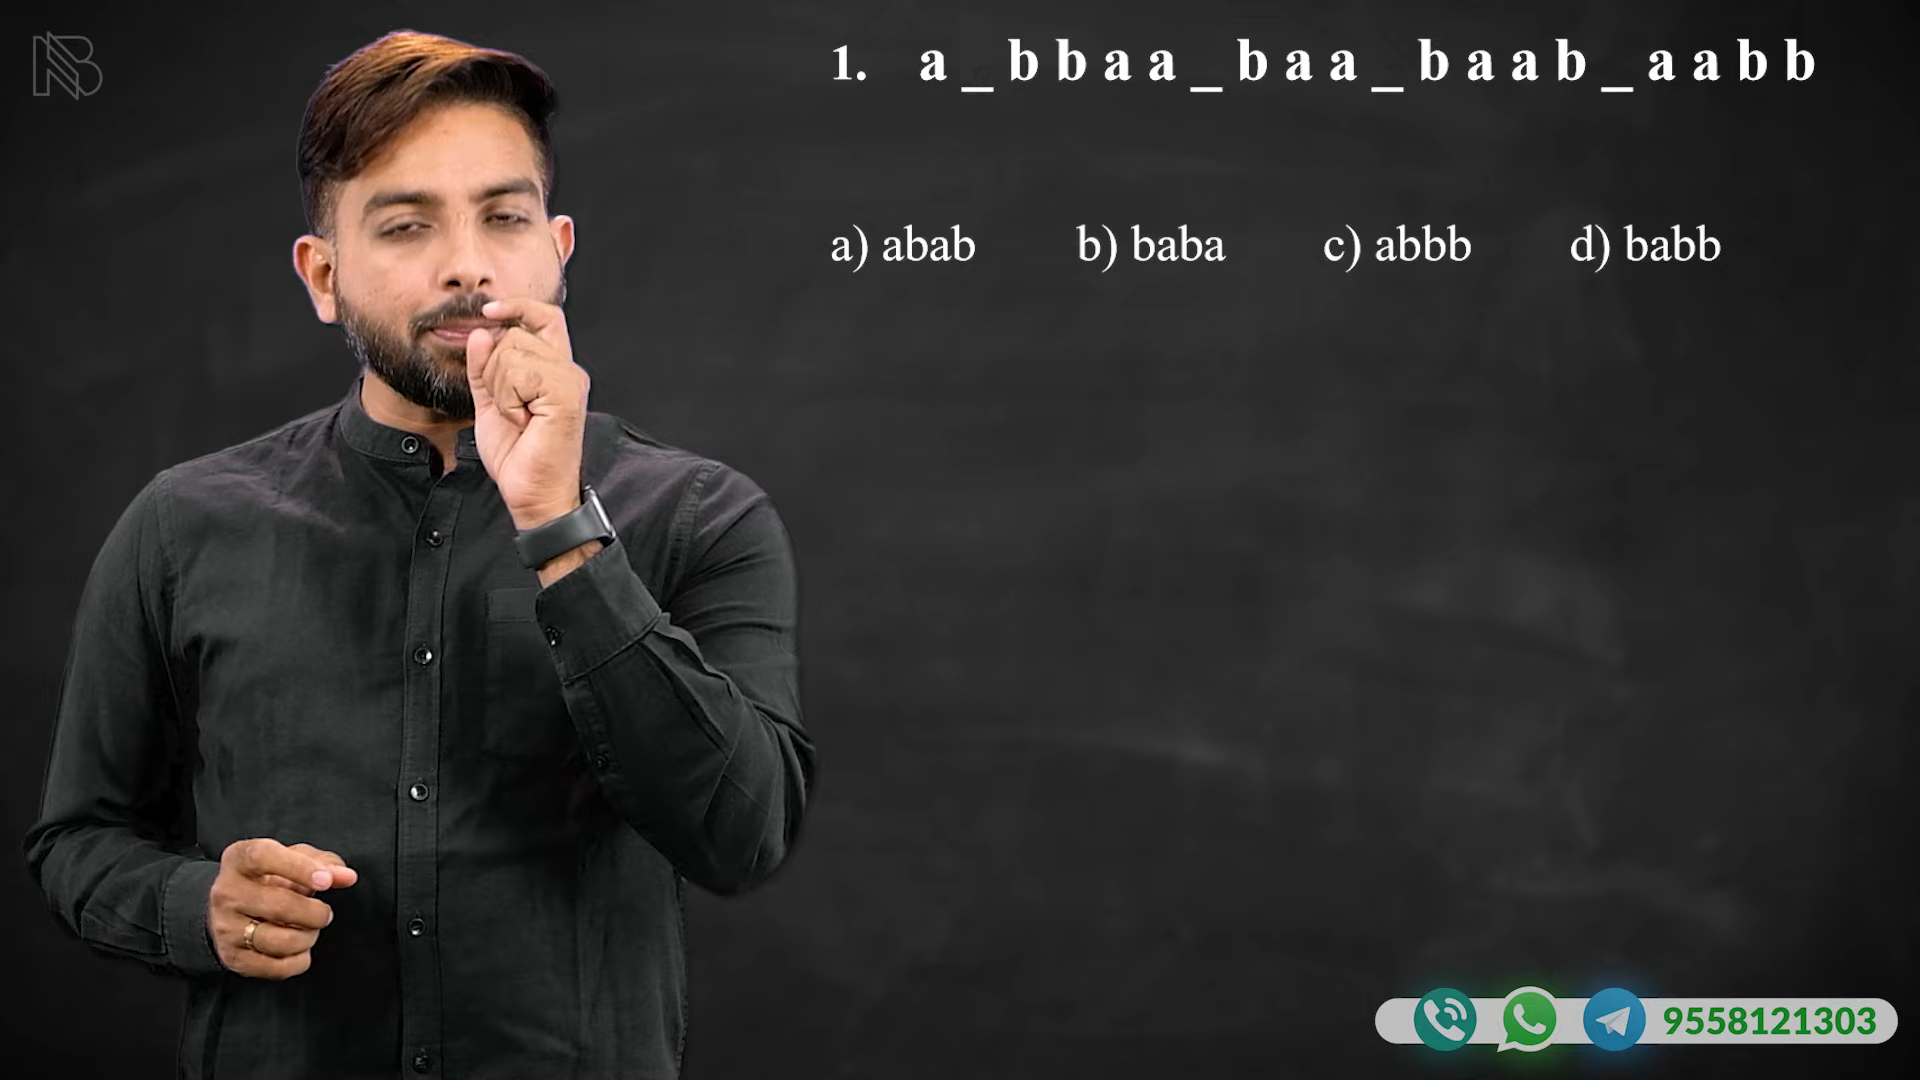 1. a _ b b a a _ b a a _ b a a b _ a a b b
a) abab b) baba c) abbb d) babb
9558121303